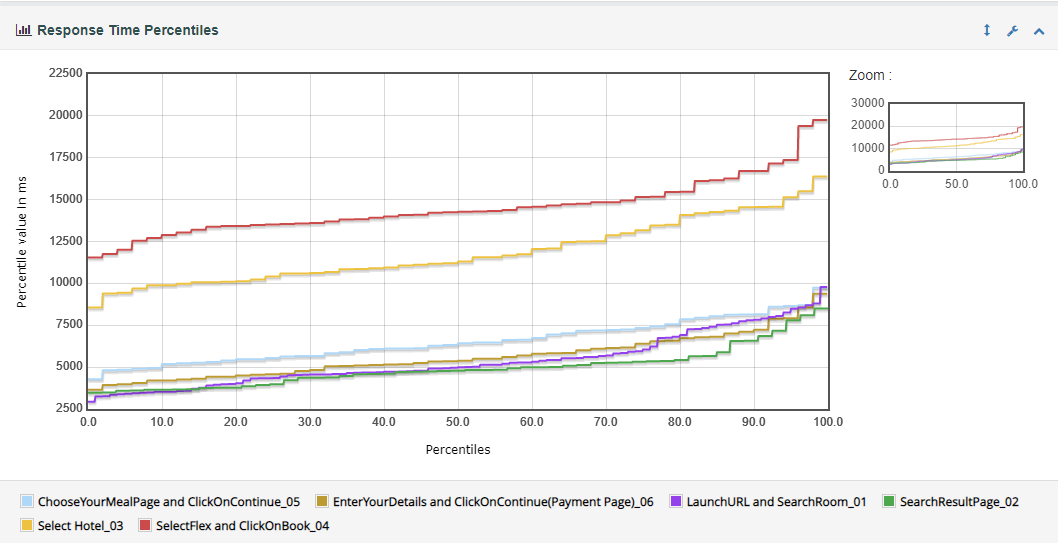 Response Time Percentiles
Zoom :
22500
20000
17500
15000
12500
10000
7500
5000
2500
Percentile value in ms
0.0 10.0 20.0 30.0 40.0 50.0 60.0 70.0 80.0 90.0 100.0
Percentiles
30000
20000
10000
0
0.0 50.0 100.0
ChooseYourMealPage and ClickOnContinue_05 EnterYourDetails and ClickOnContinue(Payment Page)_06 LaunchURL and SearchRoom_01 SearchResultPage_02
Select Hotel_03 SelectFlex and ClickOnBook_04